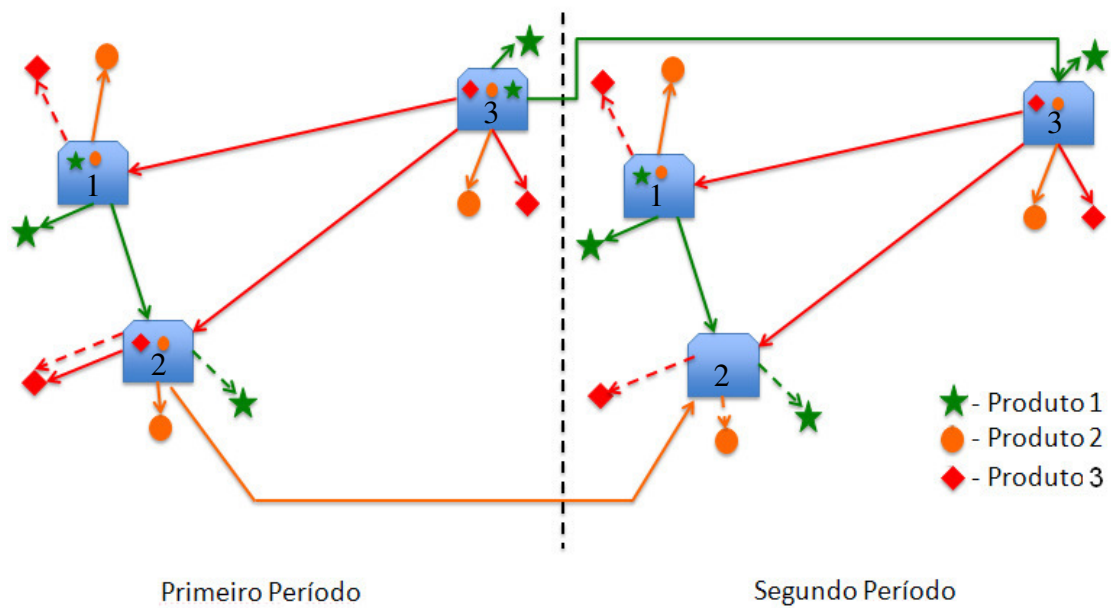 3
3
1
1
2
2
- Produto 1
- Produto 2
- Produto 3
Primeiro Período
Segundo Período